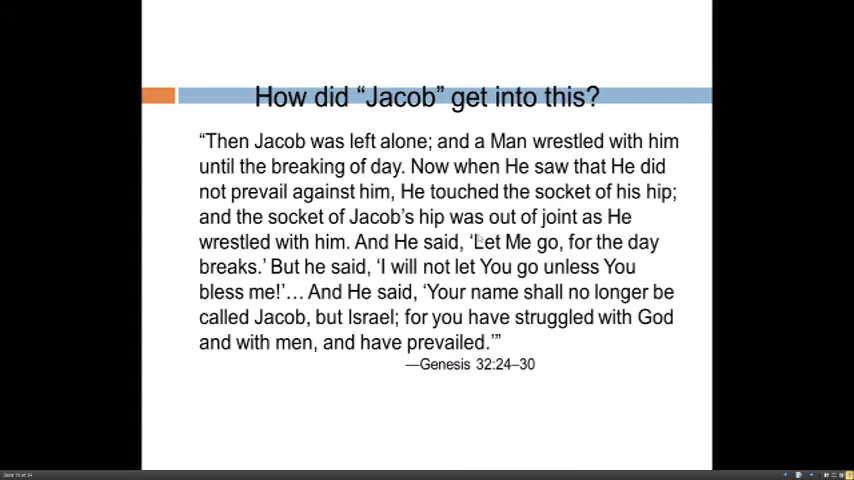 How did “Jacob” get into this?
“Then Jacob was left alone; and a Man wrestled with him
until the breaking of day. Now when He saw that He did
not prevail against him, He touched the socket of his hip;
and the socket of Jacob’s hip was out of joint as He
wrestled with him. And He said, ‘Let Me go, for the day
breaks.’ But he said, ‘I will not let You go unless You
bless me!’… And He said, ‘Your name shall no longer be
called Jacob, but Israel; for you have struggled with God
and with men, and have prevailed.’”
—Genesis 32:24–30